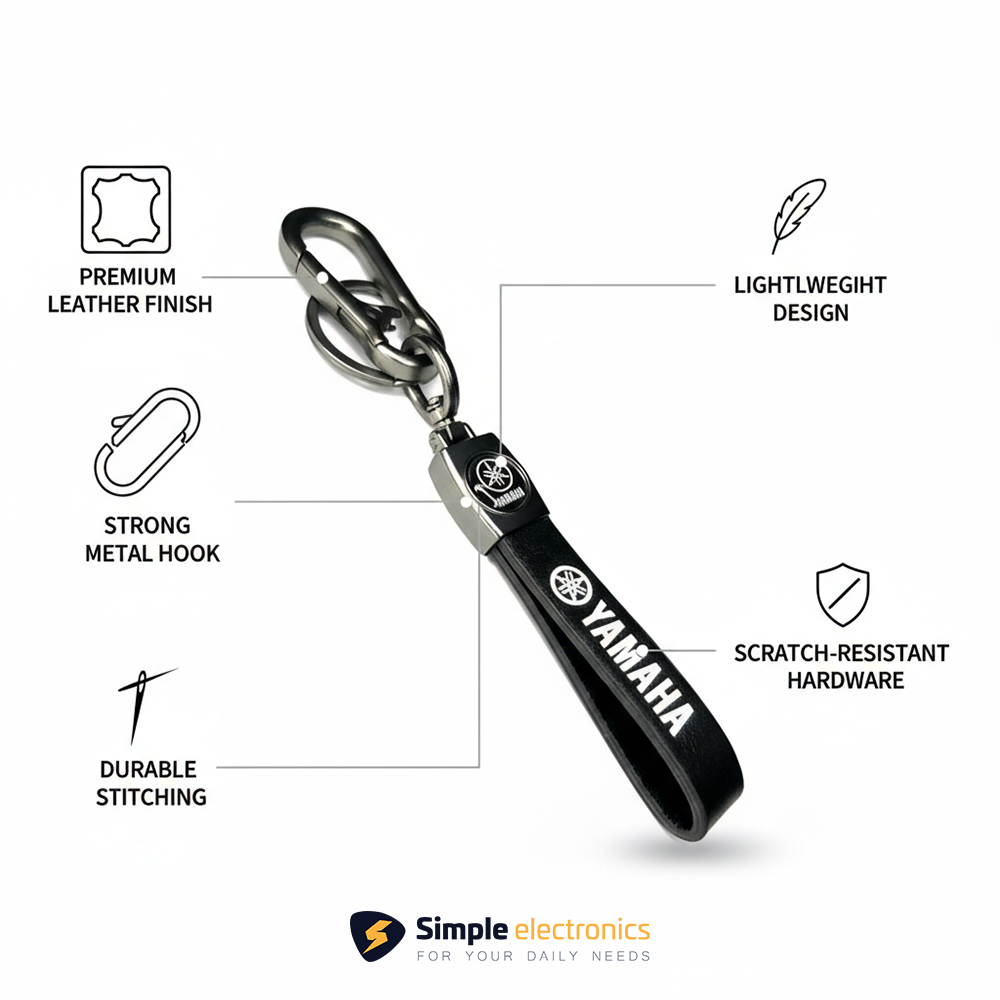 PREMIUM
LEATHER FINISH
LIGHTLWEGIHT
DESIGN
STRONG
METAL HOOK
YAMAHA
SCRATCH-RESISTANT
HARDWARE
DURABLE
STITCHING
Simple electronics
FOR YOUR DAILY NEEDS